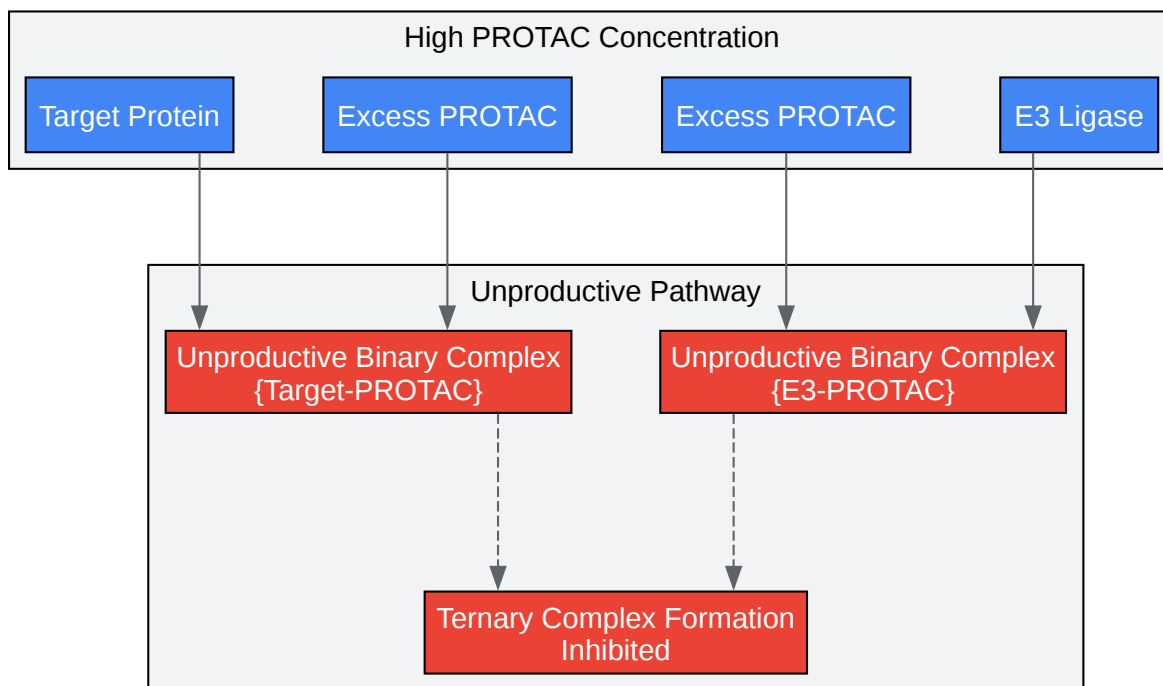 High PROTAC Concentration
Target Protein
Excess PROTAC
Excess PROTAC
E3 Ligase
Unproductive Pathway
Unproductive Binary Complex
{Target-PROTAC}
Unproductive Binary Complex
{E3-PROTAC}
Ternary Complex Formation
Inhibited